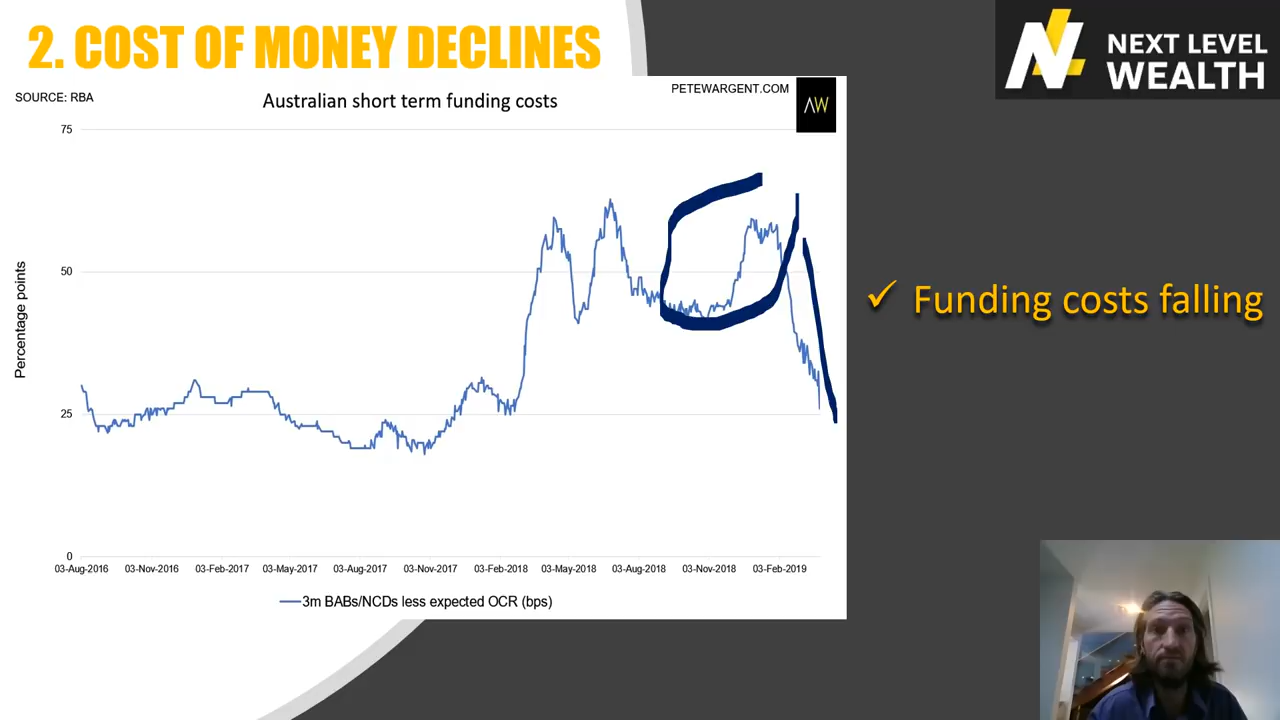 2. COST OF MONEY DECLINES
NEXT LEVEL
WEALTH
SOURCE: RBA
Australian short term funding costs
PETEWARGENT.COM
AW
75
50
25
0
Percentage points
03-Aug-2016 03-Nov-2016 03-Feb-2017 03-May-2017 03-Aug-2017 03-Nov-2017 03-Feb-2018 03-May-2018 03-Aug-2018 03-Nov-2018 03-Feb-2019
3m BABs/NCDs less expected OCR (bps)
✓ Funding costs falling